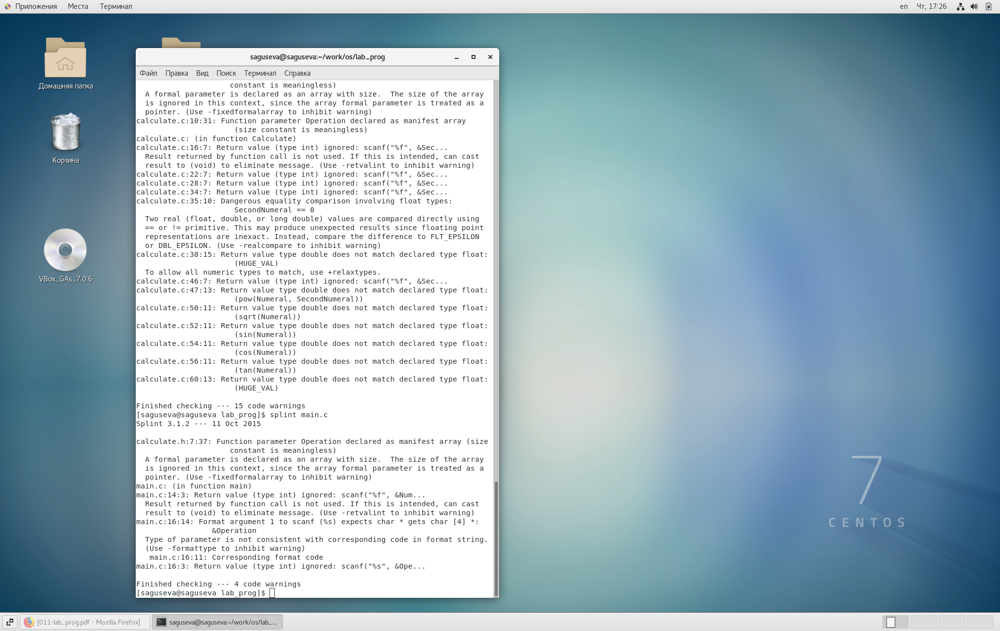 Приложения Места Терминал en Чт, 17:26
Домашняя папка
Корзина
VBox_GAs_7.0.6
saguseva@saguseva:~/work/os/lab_prog
Файл Правка Вид Поиск Терминал Справка
constant is meaningless)
A formal parameter is declared as an array with size.  The size of the array
is ignored in this context, since the array formal parameter is treated as a
pointer. (Use -fixedformalarray to inhibit warning)
calculate.c:10:31: Function parameter Operation declared as manifest array
(size constant is meaningless)
calculate.c: (in function Calculate)
calculate.c:16:7: Return value (type int) ignored: scanf("%f", &Sec...
Result returned by function call is not used. If this is intended, can cast
result to (void) to eliminate message. (Use -retvalint to inhibit warning)
calculate.c:22:7: Return value (type int) ignored: scanf("%f", &Sec...
calculate.c:28:7: Return value (type int) ignored: scanf("%f", &Sec...
calculate.c:34:7: Return value (type int) ignored: scanf("%f", &Sec...
calculate.c:35:10: Dangerous equality comparison involving float types:
SecondNumeral == 0
Two real (float, double, or long double) values are compared directly using
== or != primitive. This may produce unexpected results since floating point
representations are inexact. Instead, compare the difference to FLT_EPSILON
or DBL_EPSILON. (Use -realcompare to inhibit warning)
calculate.c:38:15: Return value type double does not match declared type float:
(HUGE_VAL)
To allow all numeric types to match, use +relaxtypes.
calculate.c:46:7: Return value (type int) ignored: scanf("%f", &Sec...
calculate.c:47:13: Return value type double does not match declared type float:
(pow(Numeral, SecondNumeral))
calculate.c:50:11: Return value type double does not match declared type float:
(sqrt(Numeral))
calculate.c:52:11: Return value type double does not match declared type float:
(sin(Numeral))
calculate.c:54:11: Return value type double does not match declared type float:
(cos(Numeral))
calculate.c:56:11: Return value type double does not match declared type float:
(tan(Numeral))
calculate.c:60:13: Return value type double does not match declared type float:
(HUGE_VAL)
Finished checking --- 15 code warnings
[saguseva@saguseva lab_prog]$ splint main.c
Splint 3.1.2 --- 11 Oct 2015
calculate.h:7:37: Function parameter Operation declared as manifest array (size
constant is meaningless)
A formal parameter is declared as an array with size.  The size of the array
is ignored in this context, since the array formal parameter is treated as a
pointer. (Use -fixedformalarray to inhibit warning)
main.c: (in function main)
main.c:14:3: Return value (type int) ignored: scanf("%f", &Num...
Result returned by function call is not used. If this is intended, can cast
result to (void) to eliminate message. (Use -retvalint to inhibit warning)
main.c:16:14: Format argument 1 to scanf (%s) expects char * gets char [4] *:
&Operation
Type of parameter is not consistent with corresponding code in format string.
(Use -formattype to inhibit warning)
main.c:16:11: Corresponding format code
main.c:16:3: Return value (type int) ignored: scanf("%s", &Ope...
Finished checking --- 4 code warnings
[saguseva@saguseva lab_prog]$
7
CENTOS
[011-lab_prog.pdf - Mozilla Firefox] saguseva@saguseva:~/work/os/lab_...